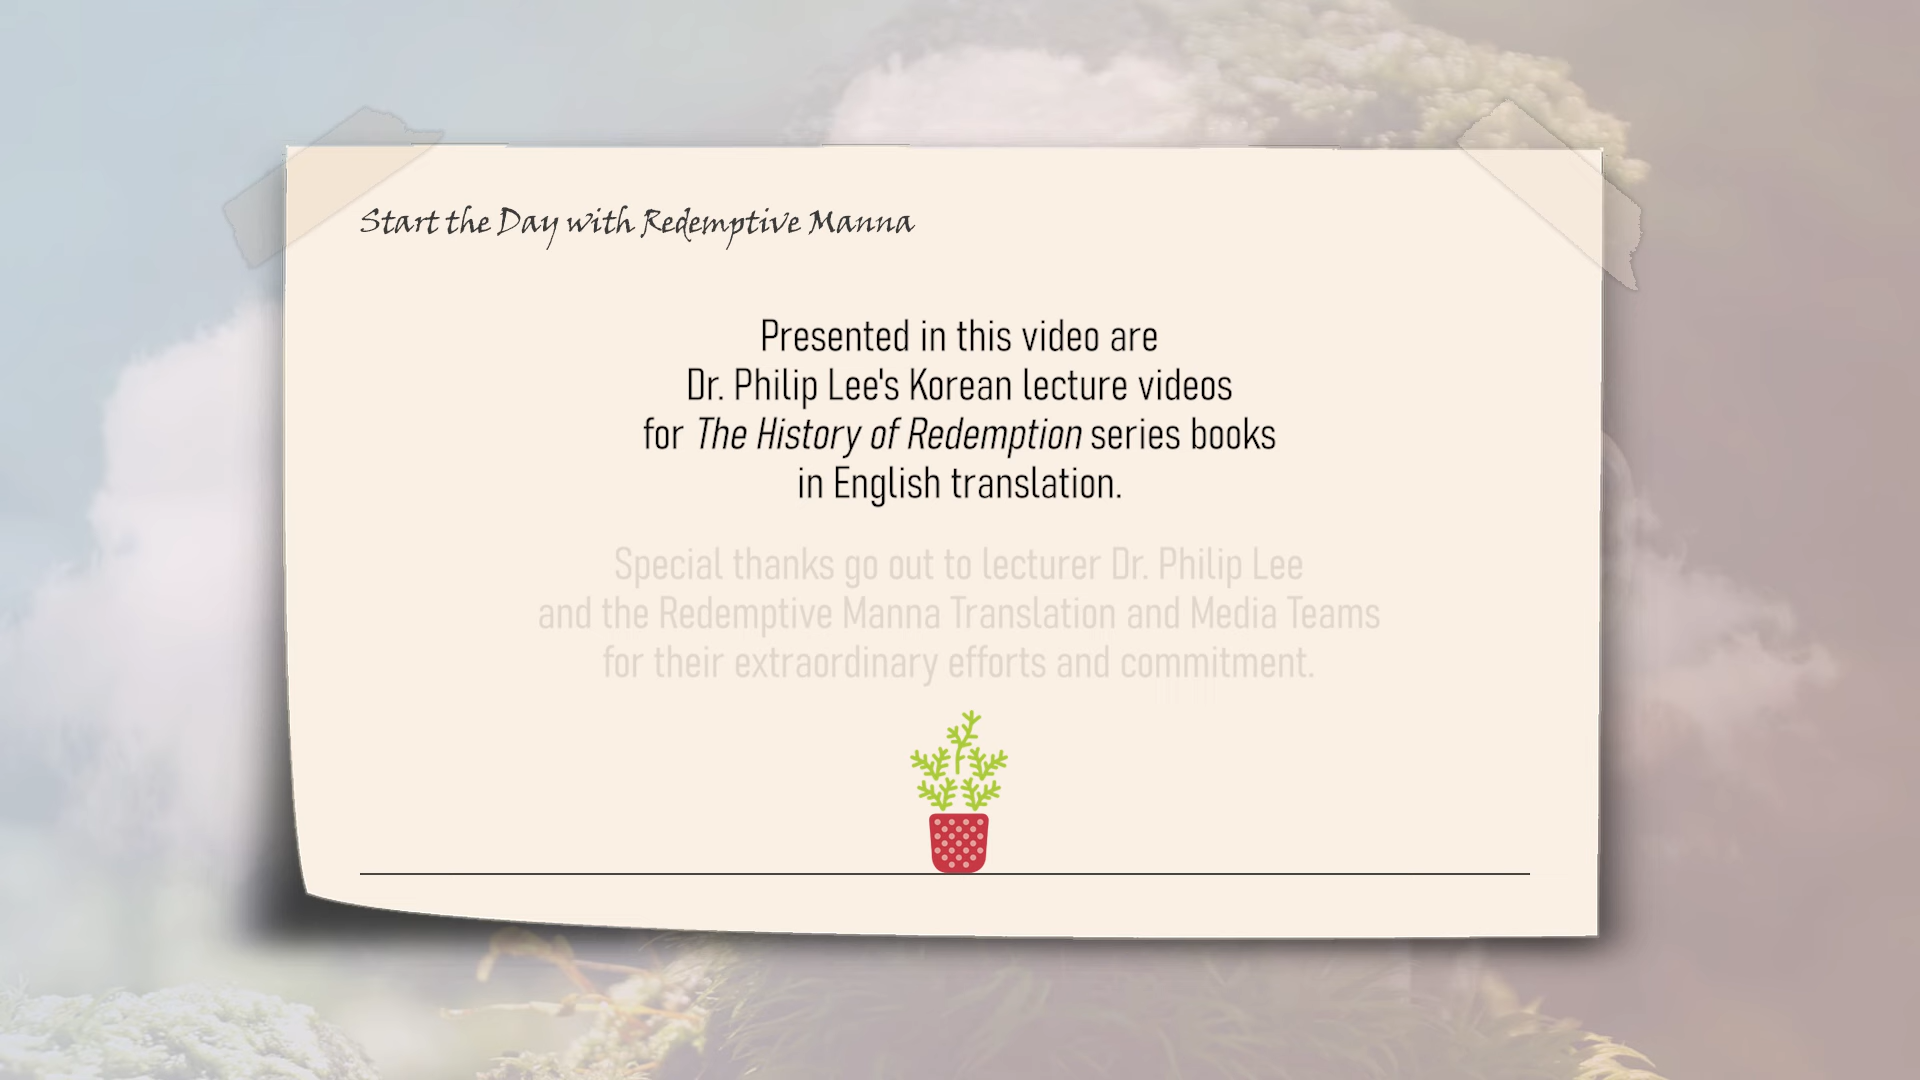 Start the Day with Redemptive Manna
Presented in this video are
Dr. Philip Lee's Korean lecture videos
for The History of Redemption series books
in English translation.
Special thanks go out to lecturer Dr. Philip Lee
and the Redemptive Manna Translation and Media Teams
for their extraordinary efforts and commitment.